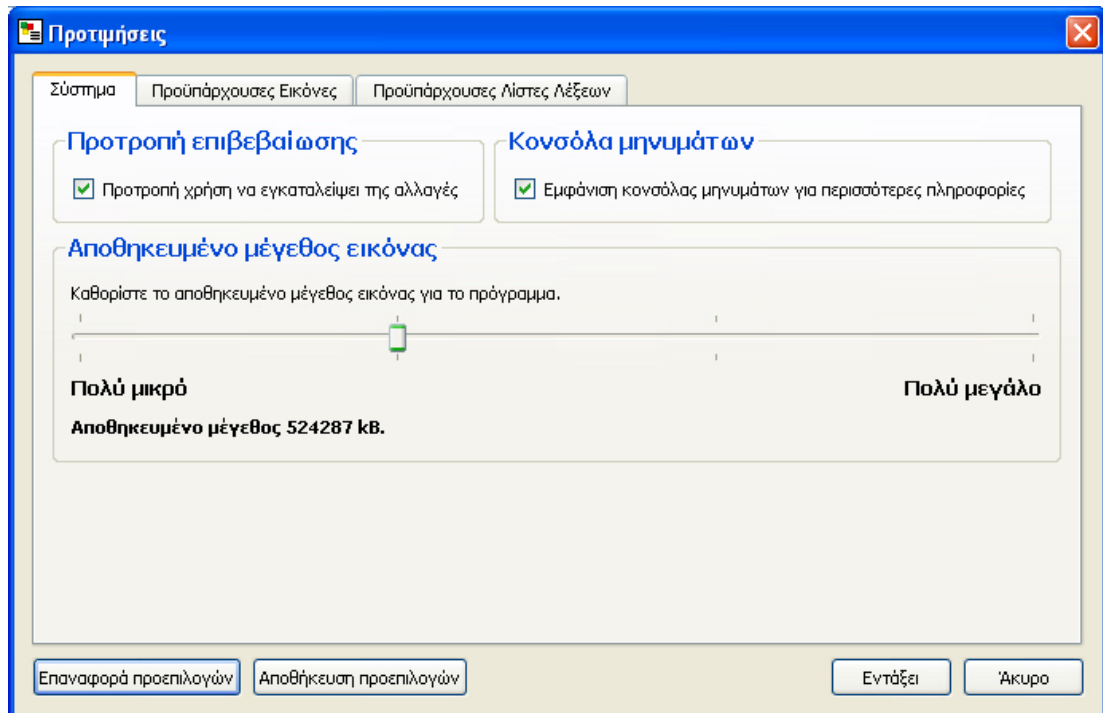 Προτιμήσεις
Σύστημα Προϋπάρχουσες Εικόνες Προϋπάρχουσες Λίστες Λέξεων
Προτροπή επιβεβαίωσης
Προτροπή χρήση να εγκαταλείψει της αλλαγές
Κονσόλα μηνυμάτων
Εμφάνιση κονσόλας μηνυμάτων για περισσότερες πληροφορίες
Αποθηκευμένο μέγεθος εικόνας
Καθορίστε το αποθηκευμένο μέγεθος εικόνας για το πρόγραμμα.
Πολύ μικρό Πολύ μεγάλο
Αποθηκευμένο μέγεθος 524287 kB.
Επαναφορά προεπιλογών Αποθήκευση προεπιλογών Εντάξει Άκυρο